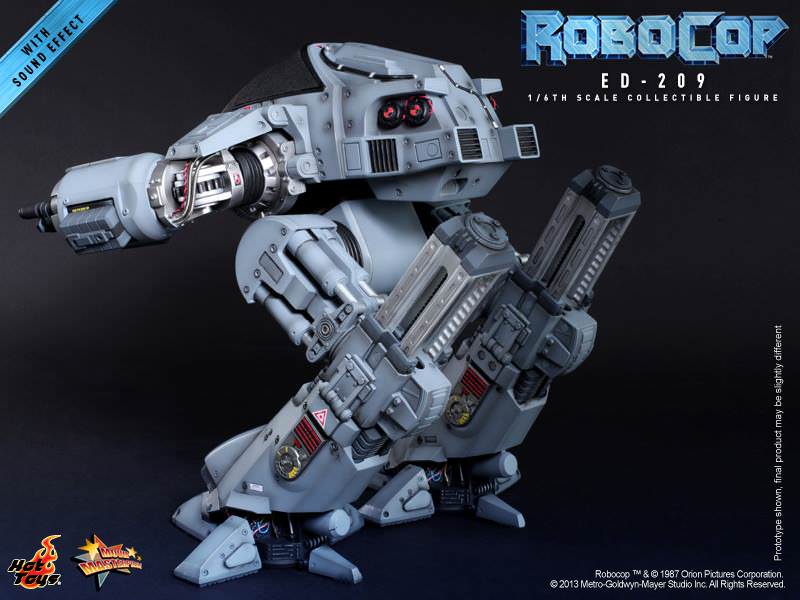 WITH
SOUND EFFECT
ROBOCOP
ED-209
1/6TH SCALE COLLECTIBLE FIGURE
Prototype shown, final product may be slightly different
Hot Toys
MOVIE
MASTERPIECE
Robocop ™ & © 1987 Orion Pictures Corporation.
© 2013 Metro-Goldwyn-Mayer Studio Inc. All Rights Reserved.